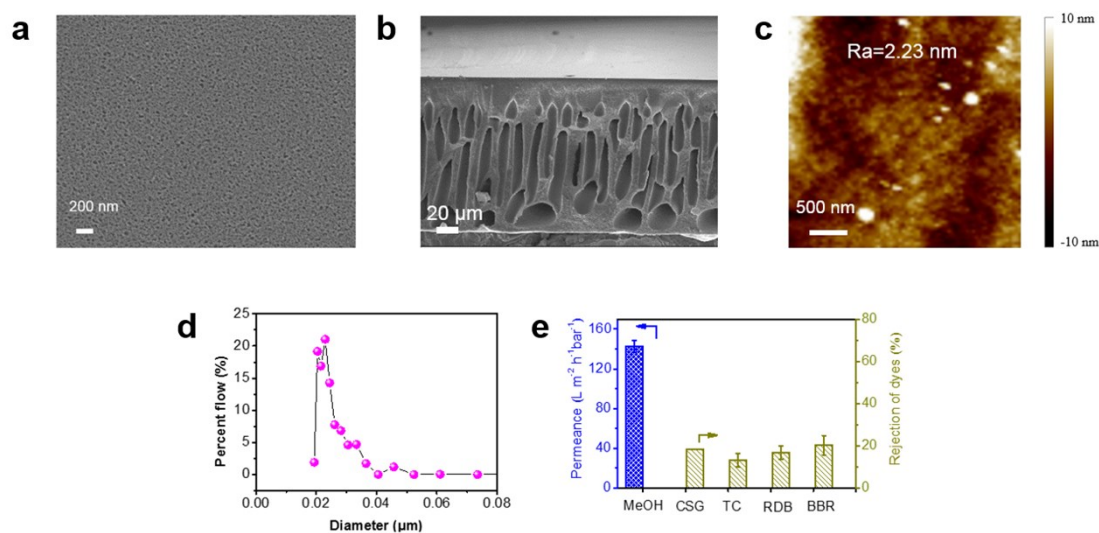 a
200 nm
b
20 µm
c
Ra=2.23 nm
500 nm
10 nm
-10 nm
d
Percent flow (%)
25
20
15
10
5
0
0.00 0.02 0.04 0.06 0.08
Diameter (µm)
e
Permeance (L m⁻² h⁻¹bar⁻¹)
160
120
80
40
0
MeOH CSG TC RDB BBR
80
60
40
20
0
Rejection of dyes (%)